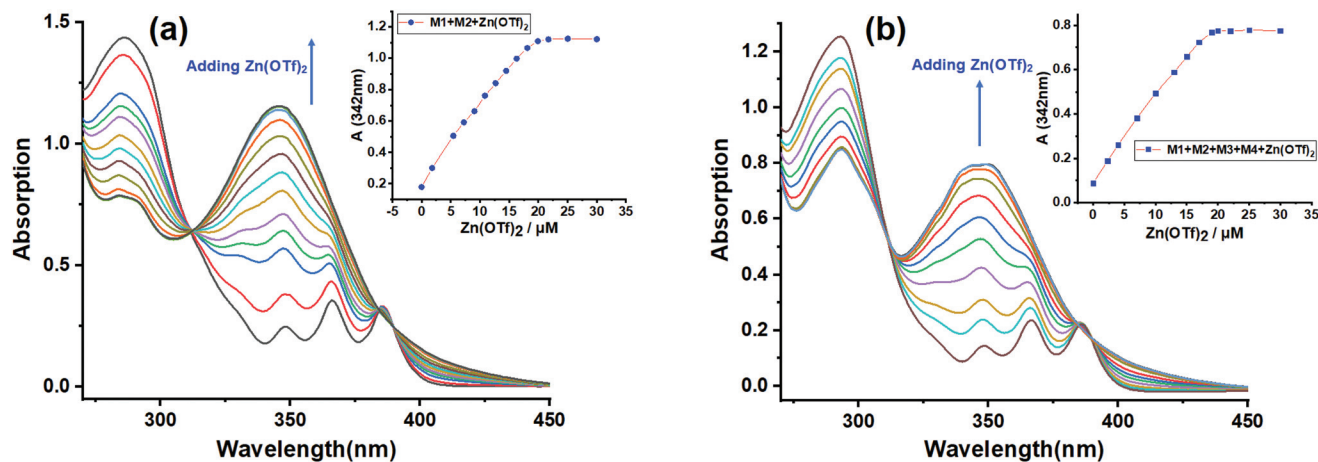 (a)
Adding Zn(OTf)2
Absorption
1.5
1.0
0.5
0.0
300
350
400
450
Wavelength(nm)
M1+M2+Zn(OTf)2
A (342nm)
1.2
1.0
0.8
0.6
0.4
0.2
-5 0 5 10 15 20 25 30 35
Zn(OTf)2 / μM
(b)
Adding Zn(OTf)2
Absorption
1.2
1.0
0.8
0.6
0.4
0.2
0.0
300
350
400
450
Wavelength(nm)
M1+M2+M3+M4+Zn(OTf)2
A (342nm)
0.8
0.6
0.4
0.2
0.0
0 5 10 15 20 25 30 35
Zn(OTf)2 / μM